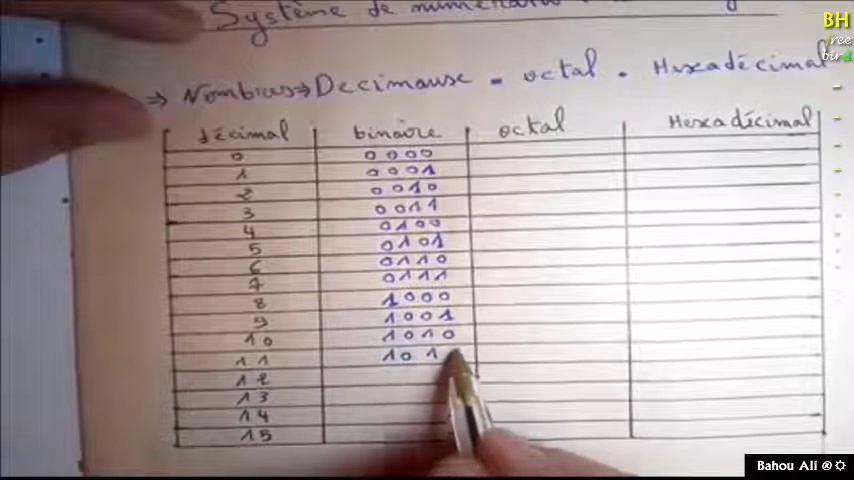 Système de
BH
free
bird
⇒ Nombres ⇒ Decimause - octal - Hexadécimal
décimal binaire octal Hexadécimal
0 0000
1 0001
2 0010
3 0011
4 0100
5 0101
6 0110
7 0111
8 1000
9 1001
10 1010
11 101
12
13
14
15
Bahou Ali ®